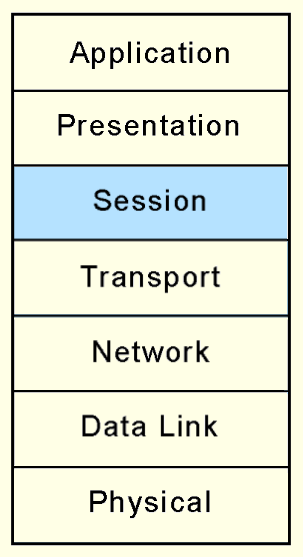 Application
Presentation
Session
Transport
Network
Data Link
Physical